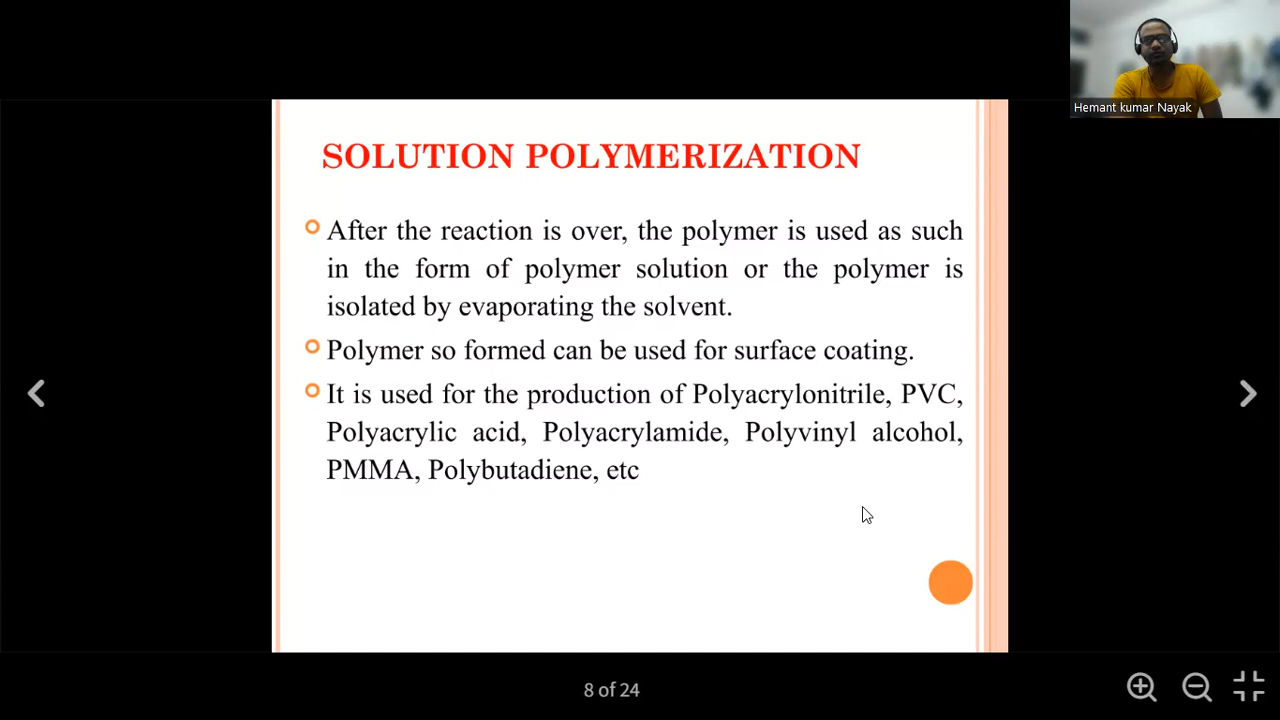 Hemant kumar Nayak
SOLUTION POLYMERIZATION
After the reaction is over, the polymer is used as such
in the form of polymer solution or the polymer is
isolated by evaporating the solvent.
Polymer so formed can be used for surface coating.
It is used for the production of Polyacrylonitrile, PVC,
Polyacrylic acid, Polyacrylamide, Polyvinyl alcohol,
PMMA, Polybutadiene, etc
8 of 24